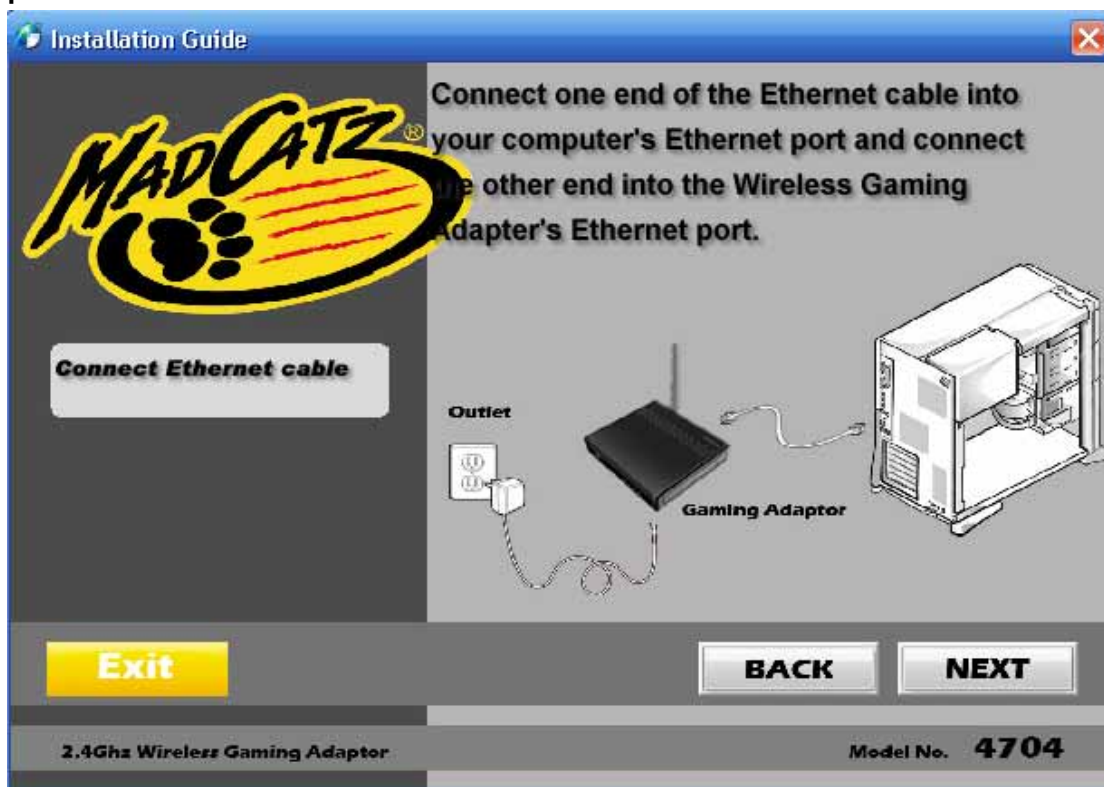 Installation Guide
MADCATZ®
Connect one end of the Ethernet cable into
your computer's Ethernet port and connect
the other end into the Wireless Gaming
Adapter's Ethernet port.
Connect Ethernet cable
Outlet
Gaming Adaptor
Exit
BACK
NEXT
2.4Ghz Wireless Gaming Adaptor
Model No. 4704